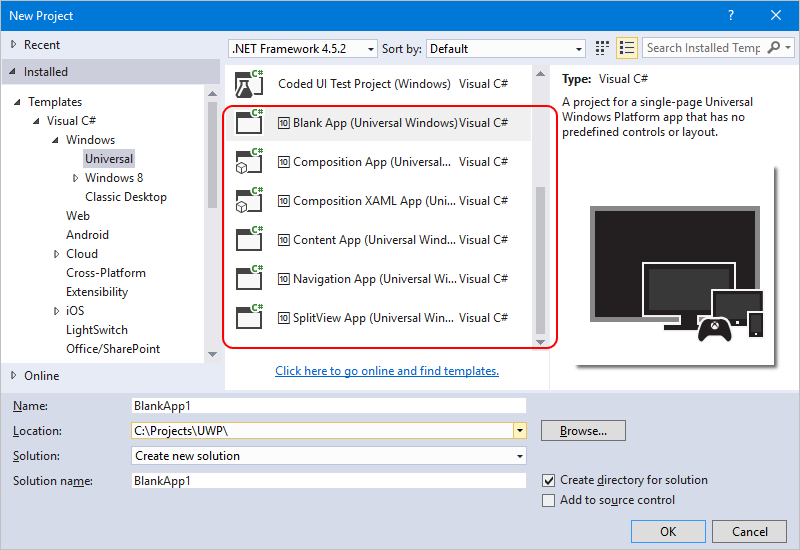 New Project
?
Recent
.NET Framework 4.5.2
Sort by:
Default
Search Installed Temp
Installed
Templates
Visual C#
Windows
Universal
Windows 8
Classic Desktop
Web
Android
Cloud
Cross-Platform
Extensibility
iOS
LightSwitch
Office/SharePoint
Online
C# Coded UI Test Project (Windows) Visual C#
C# 10 Blank App (Universal Windows) Visual C#
C# 10 Composition App (Universal... Visual C#
C# 10 Composition XAML App (Uni... Visual C#
C# 10 Content App (Universal Wind... Visual C#
C# 10 Navigation App (Universal Wi... Visual C#
C# 10 SplitView App (Universal Win... Visual C#
Click here to go online and find templates.
Type: Visual C#
A project for a single-page Universal
Windows Platform app that has no
predefined controls or layout.
Name: BlankApp1
Location: C:\Projects\UWP\
Browse...
Solution: Create new solution
Solution name: BlankApp1
Create directory for solution
Add to source control
OK
Cancel